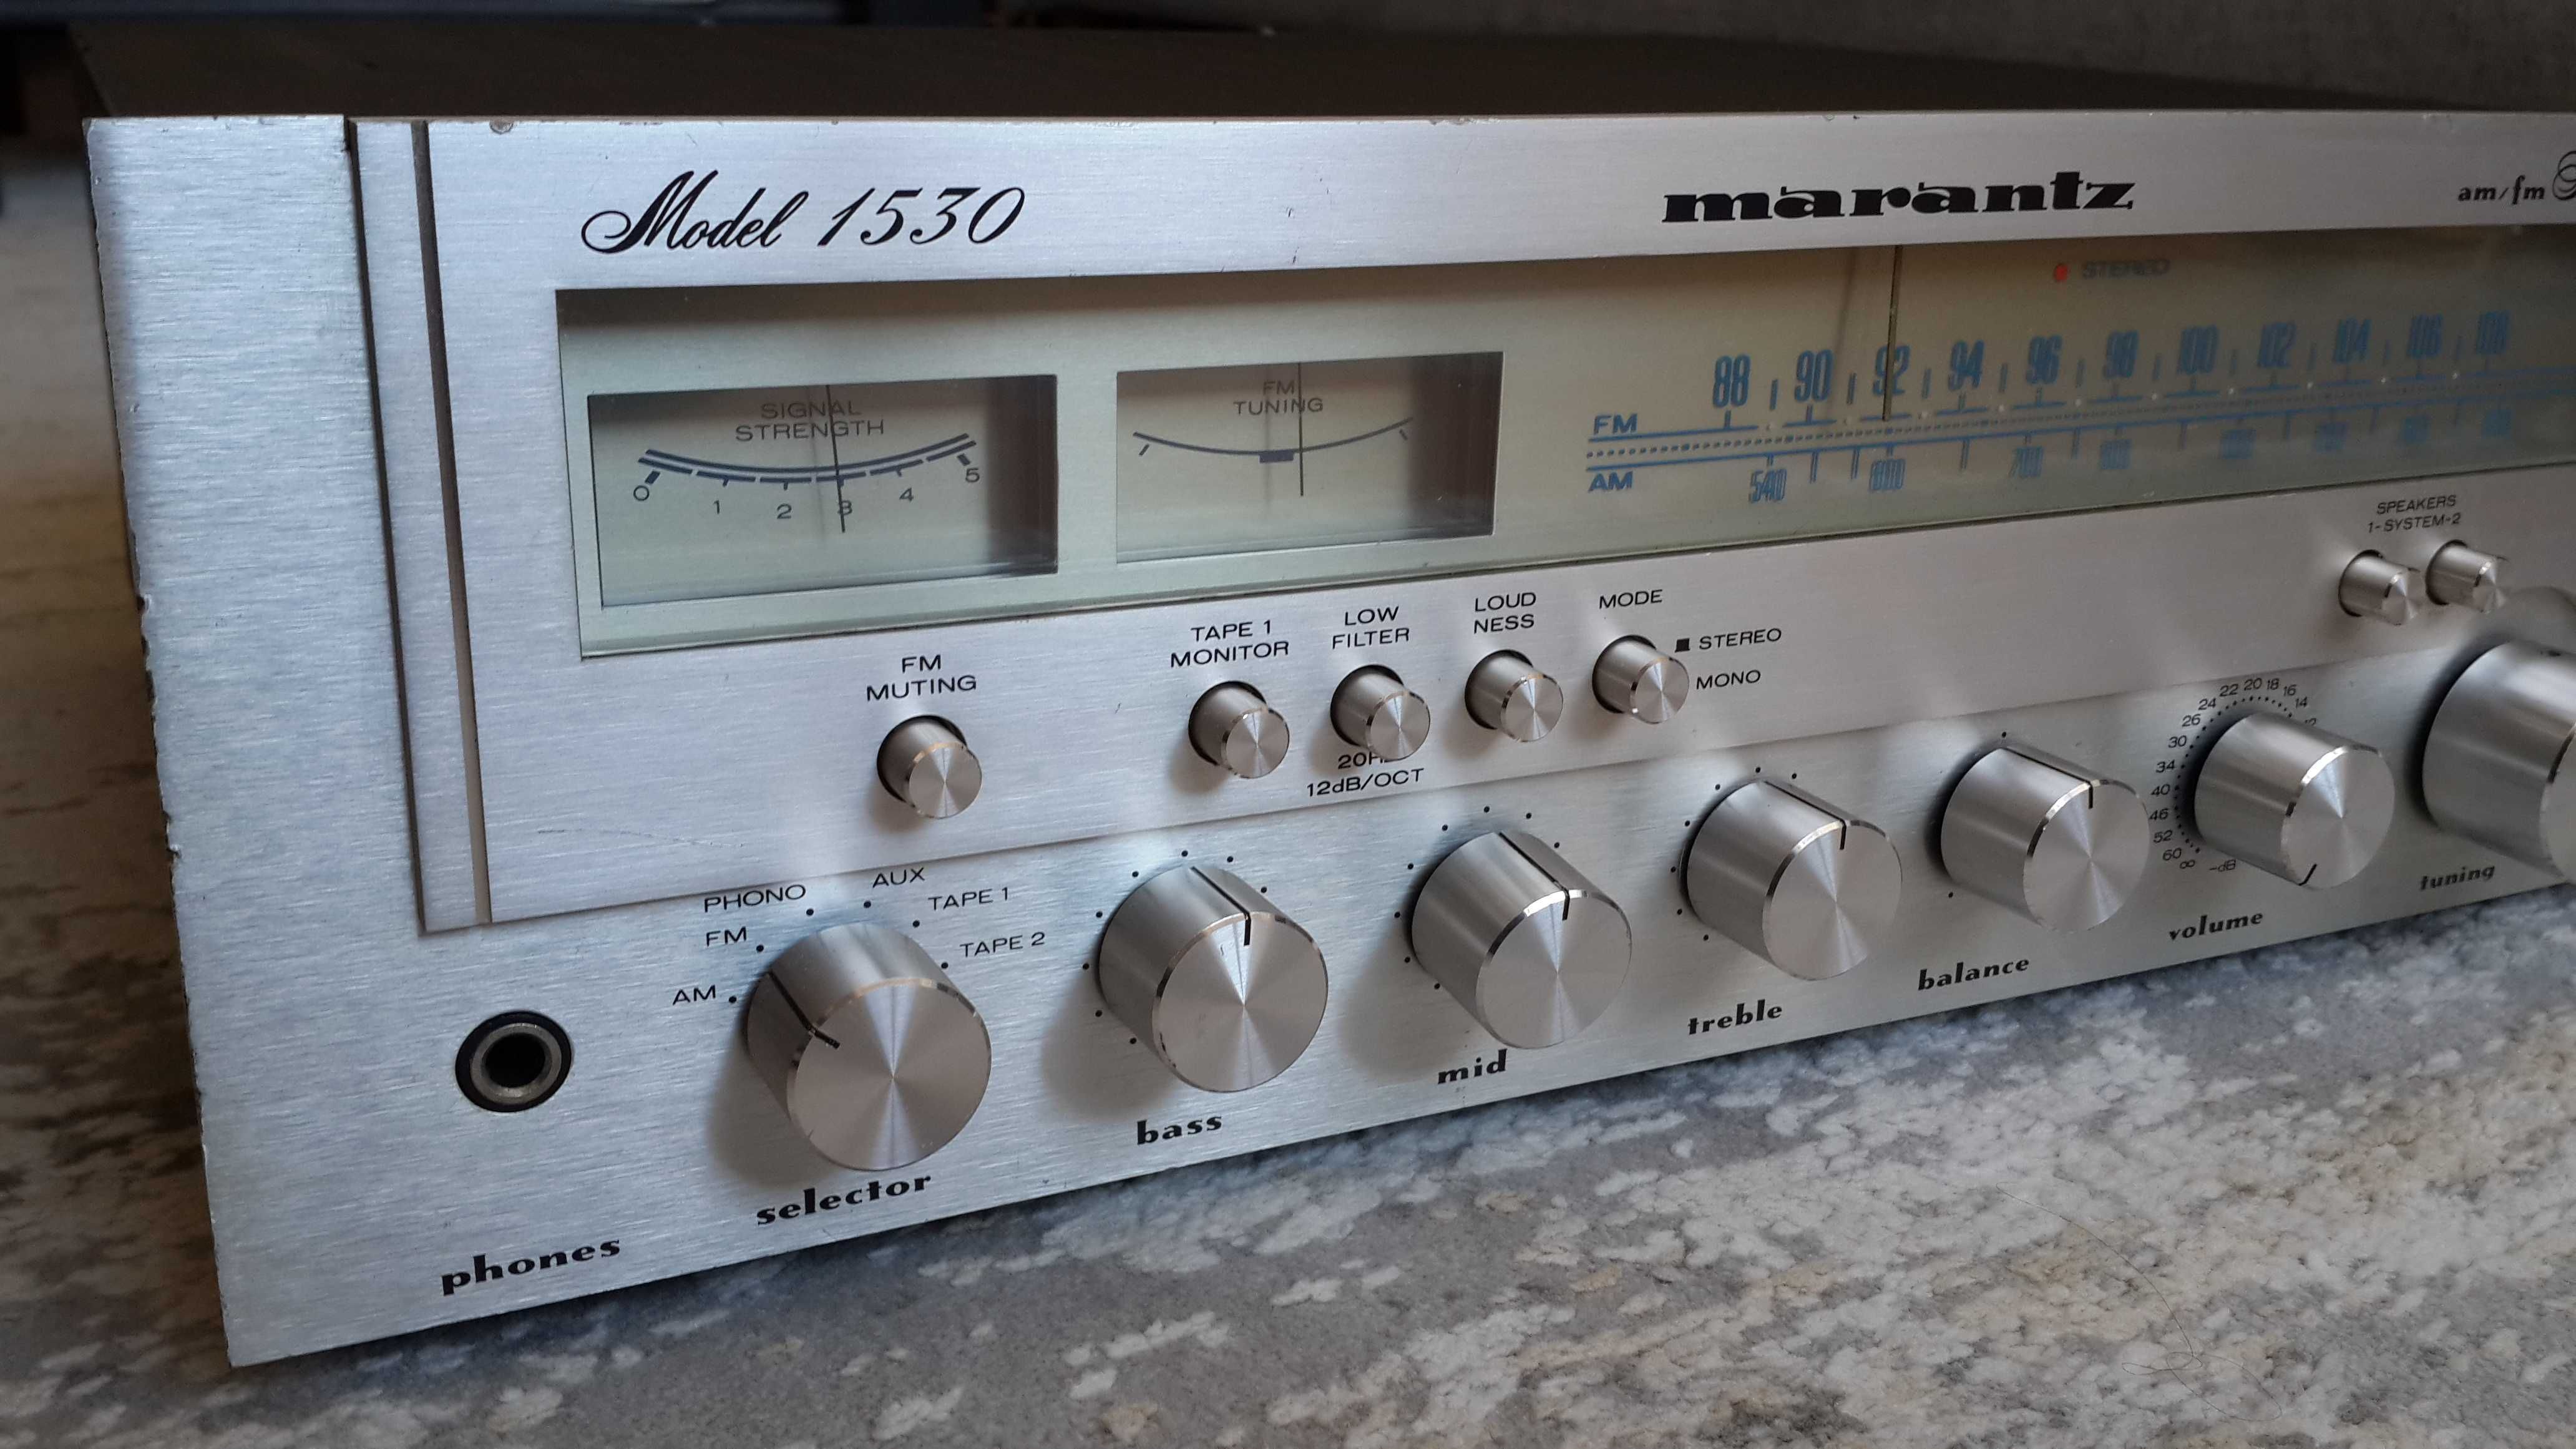 Model 1530
marantz
am/fm
STEREO
SIGNAL
STRENGTH
0 1 2 3 4 5
FM
TUNING
88 90 92 94 96 98 100 102 104 106 108
FM
AM
540 600 700
SPEAKERS
1-SYSTEM-2
FM
MUTING
TAPE 1
MONITOR
LOW
FILTER
20Hz
12dB/OCT
LOUD
NESS
MODE
STEREO
MONO
PHONO
AUX
TAPE 1
FM
TAPE 2
AM
∞ 60 52 46 40 34 30 26 24 22 20 18 16 14
-dB
phones
selector
bass
mid
treble
balance
volume
tuning